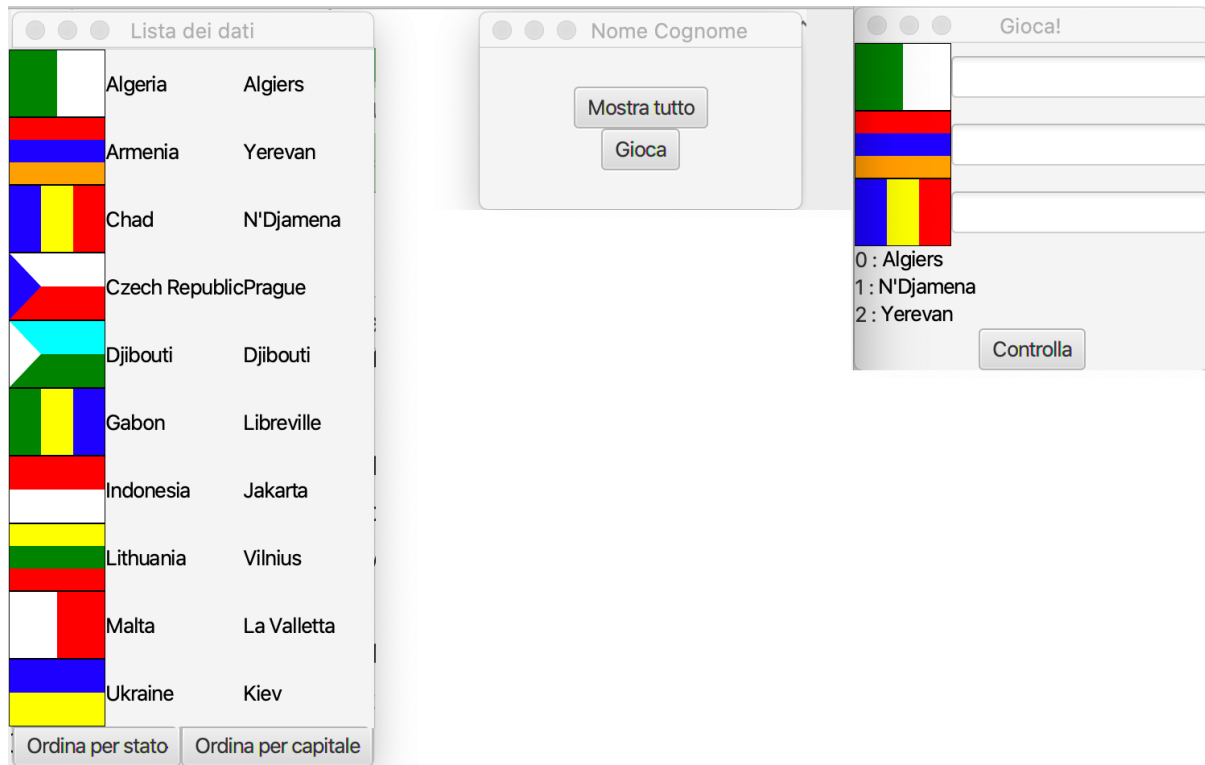 Lista dei dati
Algeria Algiers
Armenia Yerevan
Chad N'Djamena
Czech Republic Prague
Djibouti Djibouti
Gabon Libreville
Indonesia Jakarta
Lithuania Vilnius
Malta La Valletta
Ukraine Kiev
Ordina per stato Ordina per capitale
Nome Cognome
Mostra tutto
Gioca
Gioca!
0 : Algiers
1 : N'Djamena
2 : Yerevan
Controlla